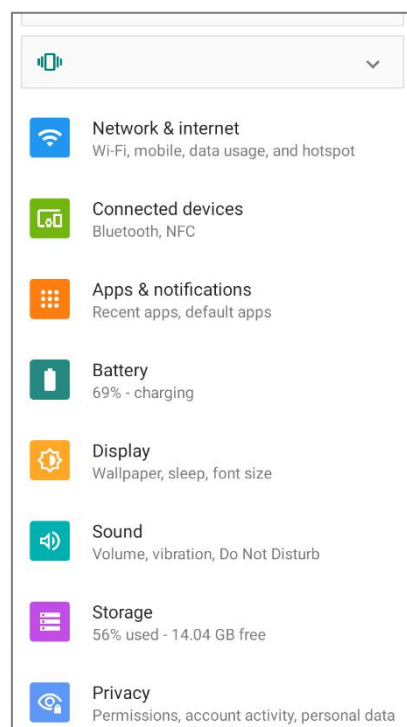 Network & internet
Wi-Fi, mobile, data usage, and hotspot
Connected devices
Bluetooth, NFC
Apps & notifications
Recent apps, default apps
Battery
69% - charging
Display
Wallpaper, sleep, font size
Sound
Volume, vibration, Do Not Disturb
Storage
56% used - 14.04 GB free
Privacy
Permissions, account activity, personal data